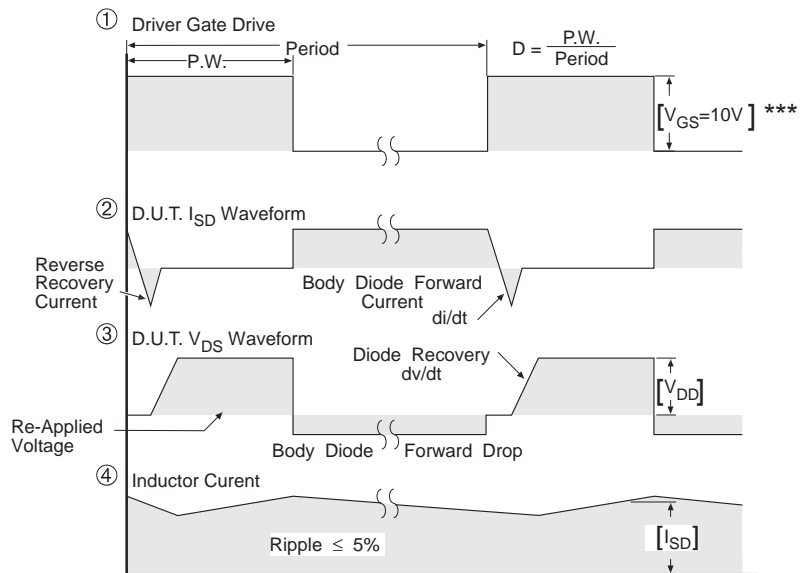 ① Driver Gate Drive
P.W.
Period
D = P.W. / Period
[VGS=10V] ***
② D.U.T. ISD Waveform
Reverse
Recovery
Current
Body Diode Forward
Current
di/dt
③ D.U.T. VDS Waveform
Diode Recovery
dv/dt
[VDD]
Re-Applied
Voltage
Body Diode Forward Drop
④ Inductor Curent
Ripple ≤ 5%
[ISD]